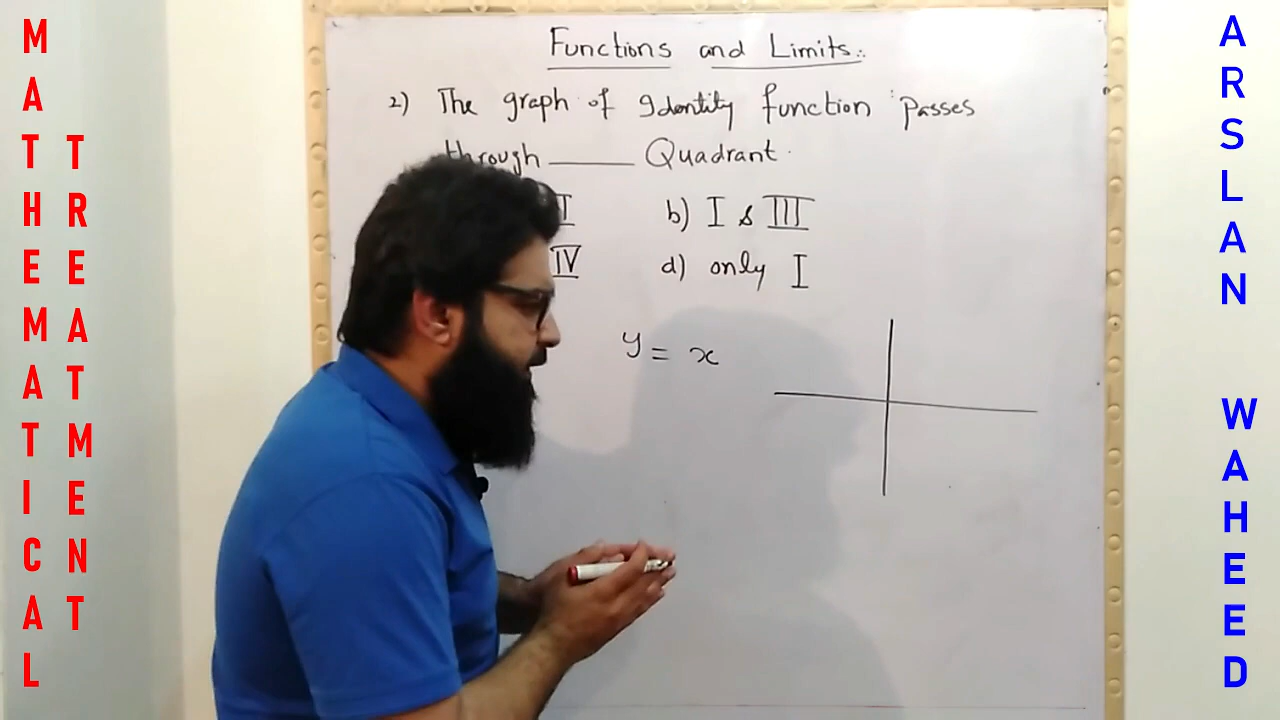 MATHEMATICAL
TREATMENT
Functions and Limits:.
2) The graph of Identity function Passes
through ____ Quadrant.
b) I & III
IV
d) only I
y = x
ARSLAN WAHEED